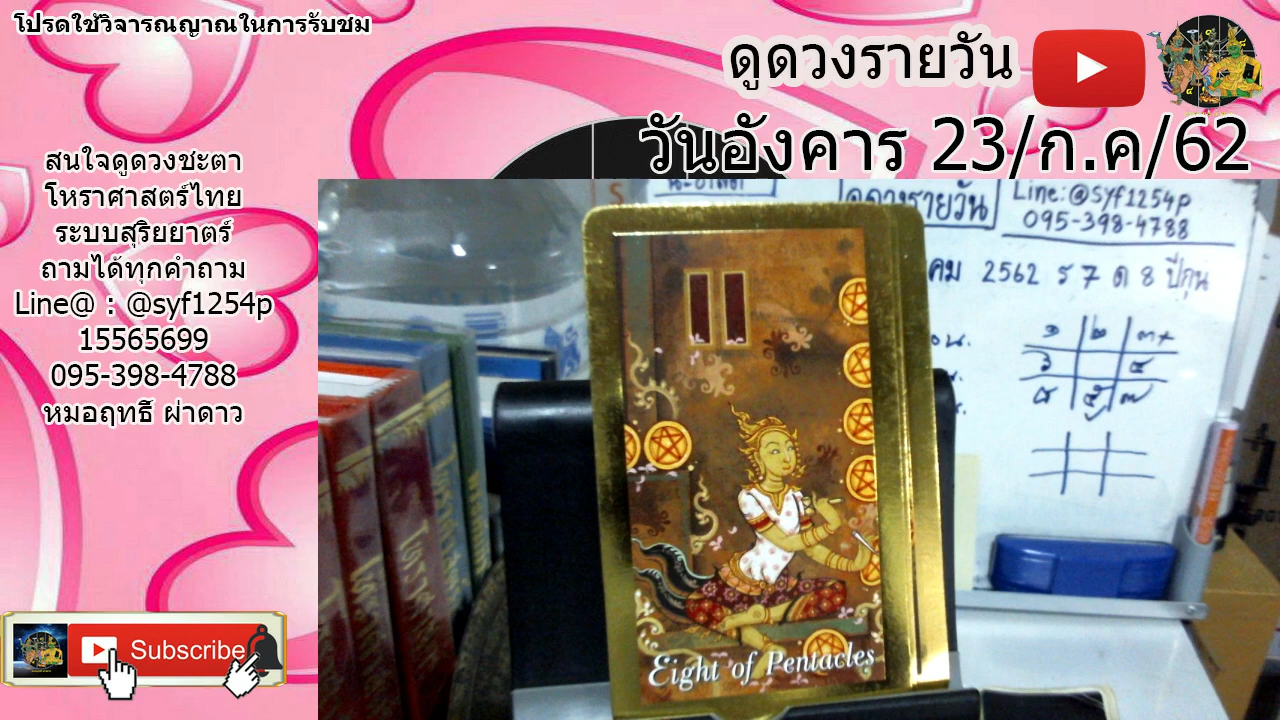 โปรดใช้วิจารณญาณในการรับชม
ดูดวงรายวัน
วันอังคาร 23/ก.ค/62
สนใจดูดวงชะตา
โหราศาสตร์ไทย
ระบบสุริยยาตร์
ถามได้ทุกคำถาม
Line@ : @syf1254p
15565699
095-398-4788
หมอฤทธิ์ ผ่าดาว
Subscribe
ดูดวงรายวัน
Line:@syf1254p
095-398-4788
คม 2562 ร 7 ด 8 ปีกุน
Eight of Pentacles